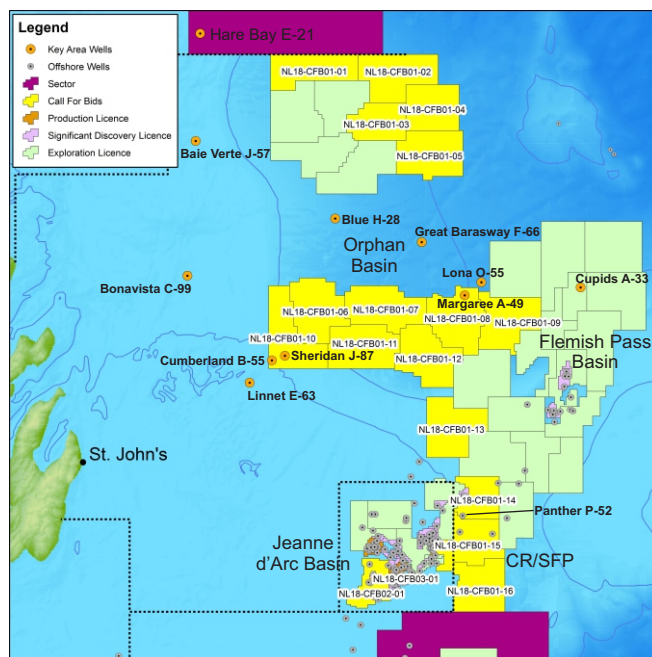 Legend
Key Area Wells
Offshore Wells
Sector
Call For Bids
Production Licence
Significant Discovery Licence
Exploration Licence
Hare Bay E-21
NL18-CFB01-01
NL18-CFB01-02
NL18-CFB01-04
NL18-CFB01-03
Baie Verte J-57
NL18-CFB01-05
Blue H-28
Great Barasway F-66
Orphan
Basin
Lona O-55
Bonavista C-99
Cupids A-33
Margaree A-49
NL18-CFB01-06
NL18-CFB01-07
NL18-CFB01-08
NL18-CFB01-09
NL18-CFB01-10
NL18-CFB01-11
Flemish Pass
Basin
Cumberland B-55
Sheridan J-87
NL18-CFB01-12
Linnet E-63
NL18-CFB01-13
St. John's
NL18-CFB01-14
Panther P-52
Jeanne
d'Arc Basin
NL18-CFB01-15
CR/SFP
NL18-CFB03-01
NL18-CFB02-01
NL18-CFB01-16